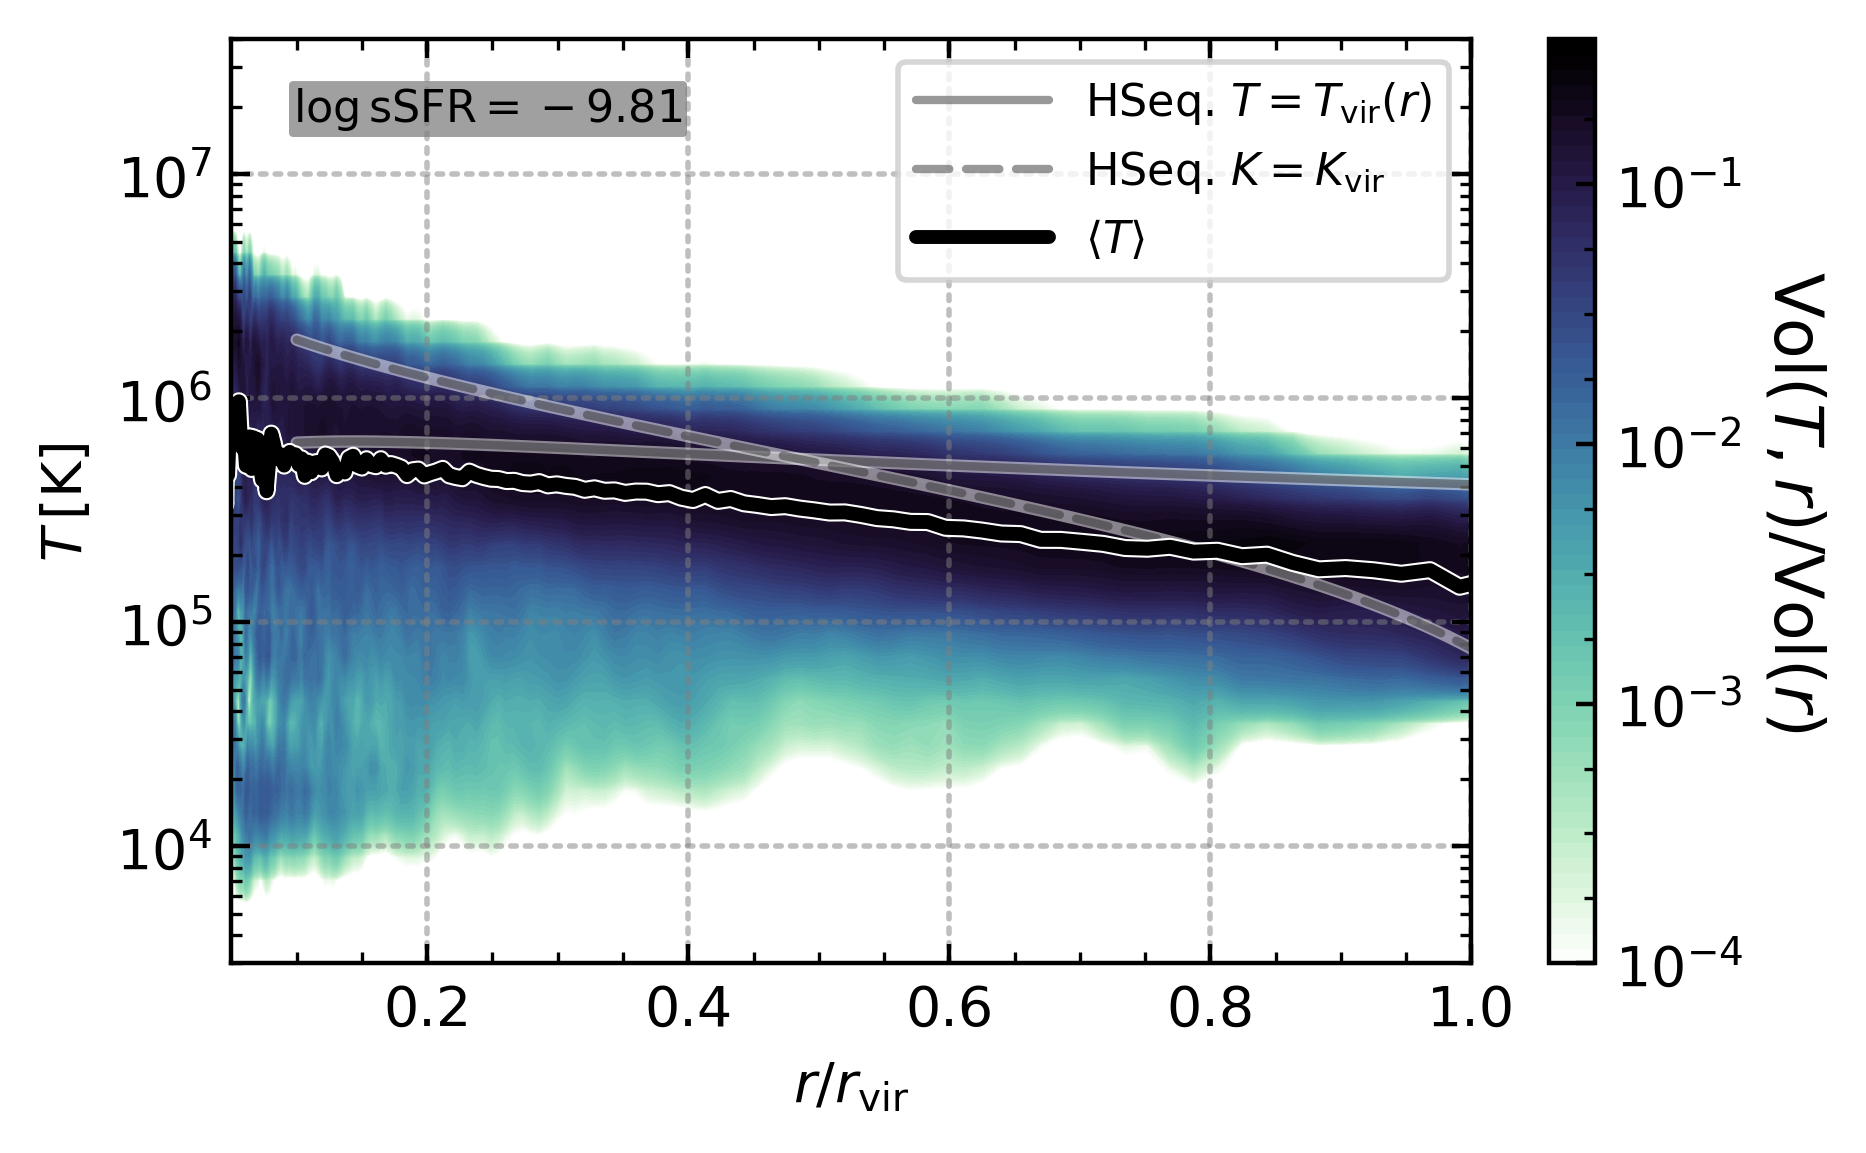 log sSFR = −9.81
HSeq. T = T_vir(r)
HSeq. K = K_vir
⟨T⟩
10^7
10^6
10^5
10^4
T [K]
0.2 0.4 0.6 0.8 1.0
r/r_vir
10^−1
10^−2
10^−3
10^−4
Vol(T, r)/Vol(r)